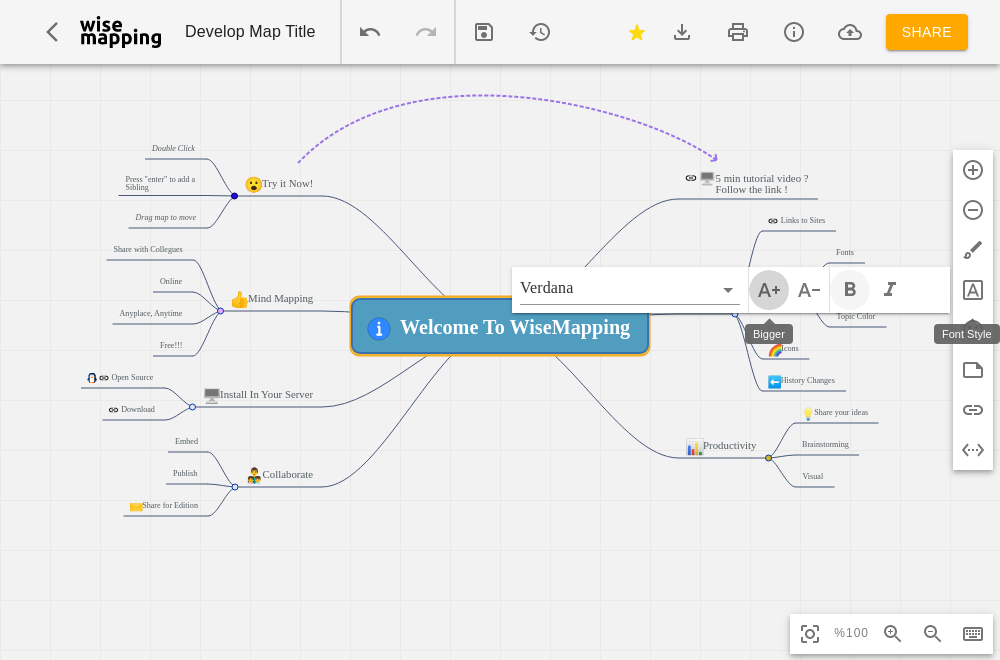 wise
mapping
Develop Map Title
SHARE
Double Click
Press "enter" to add a
Sibling
Drag map to move
Try it Now!
5 min tutorial video ?
Follow the link !
Links to Sites
Fonts
Share with Collegues
Online
Anyplace, Anytime
Free!!!
Mind Mapping
Verdana
A+
A-
B
I
Welcome To WiseMapping
Topic Color
Bigger
Font Style
Icons
History Changes
Open Source
Download
Install In Your Server
Share your ideas
Brainstorming
Visual
Productivity
Embed
Publish
Share for Edition
Collaborate
%100